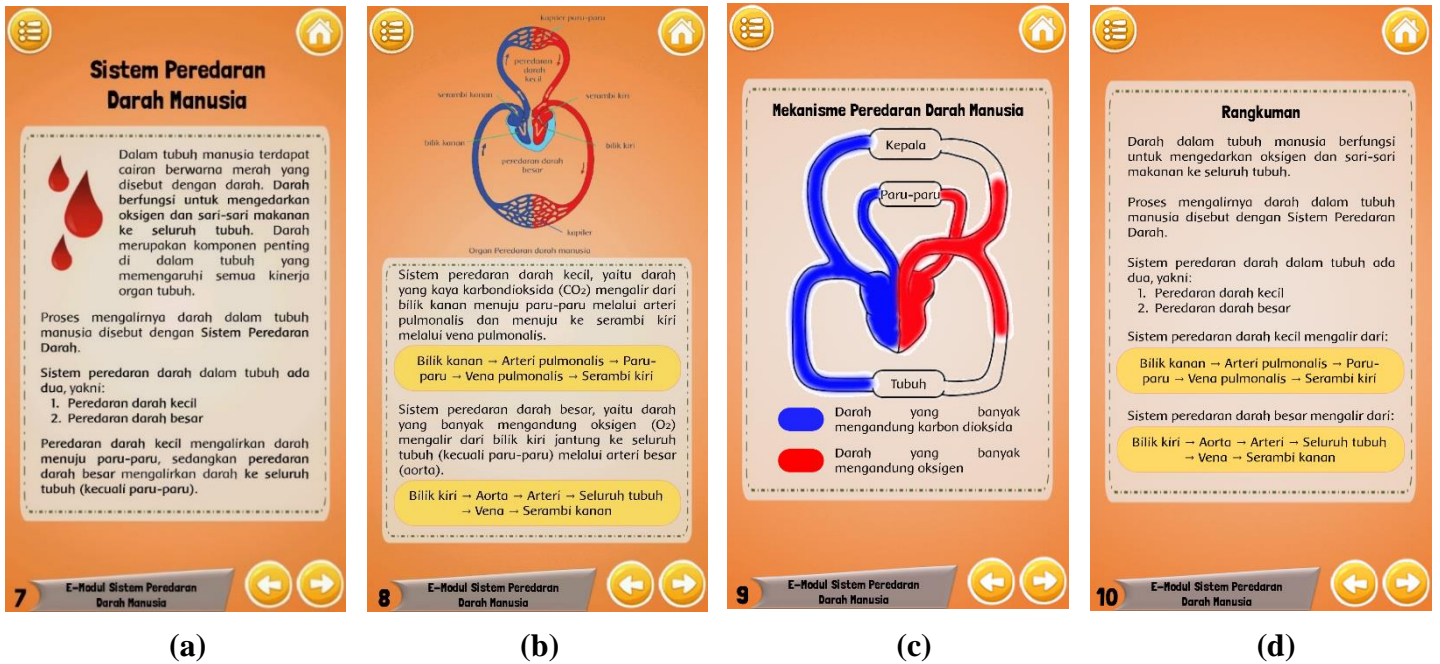 Sistem Peredaran
Darah Manusia
Dalam tubuh manusia terdapat
cairan berwarna merah yang
disebut dengan darah. Darah
berfungsi untuk mengedarkan
oksigen dan sari-sari makanan
ke seluruh tubuh. Darah
merupakan komponen penting
di dalam tubuh yang
memengaruhi semua kinerja
organ tubuh.
Proses mengalirnya darah dalam tubuh
manusia disebut dengan Sistem Peredaran
Darah.
Sistem peredaran darah dalam tubuh ada
dua, yakni:
1. Peredaran darah kecil
2. Peredaran darah besar
Peredaran darah kecil mengalirkan darah
menuju paru-paru, sedangkan peredaran
darah besar mengalirkan darah ke seluruh
tubuh (kecuali paru-paru).
7
E-Modul Sistem Peredaran
Darah Manusia
(a)
kapiler paru-paru
peredaran
darah
kecil
serambi kanan
serambi kiri
bilik kanan
bilik kiri
peredaran darah
besar
kapiler
Organ Peredaran darah manusia
Sistem peredaran darah kecil, yaitu darah
yang kaya karbondioksida (CO2) mengalir dari
bilik kanan menuju paru-paru melalui arteri
pulmonalis dan menuju ke serambi kiri
melalui vena pulmonalis.
Bilik kanan → Arteri pulmonalis → Paru-
paru → Vena pulmonalis → Serambi kiri
Sistem peredaran darah besar, yaitu darah
yang banyak mengandung oksigen (O2)
mengalir dari bilik kiri jantung ke seluruh
tubuh (kecuali paru-paru) melalui arteri besar
(aorta).
Bilik kiri → Aorta → Arteri → Seluruh tubuh
→ Vena → Serambi kanan
8
E-Modul Sistem Peredaran
Darah Manusia
(b)
Mekanisme Peredaran Darah Manusia
Kepala
Paru-paru
Tubuh
Darah yang banyak
mengandung karbon dioksida
Darah yang banyak
mengandung oksigen
9
E-Modul Sistem Peredaran
Darah Manusia
(c)
Rangkuman
Darah dalam tubuh manusia berfungsi
untuk mengedarkan oksigen dan sari-sari
makanan ke seluruh tubuh.
Proses mengalirnya darah dalam tubuh
manusia disebut dengan Sistem Peredaran
Darah.
Sistem peredaran darah dalam tubuh ada
dua, yakni:
1. Peredaran darah kecil
2. Peredaran darah besar
Sistem peredaran darah kecil mengalir dari:
Bilik kanan → Arteri pulmonalis → Paru-
paru → Vena pulmonalis → Serambi kiri
Sistem peredaran darah besar mengalir dari:
Bilik kiri → Aorta → Arteri → Seluruh tubuh
→ Vena → Serambi kanan
10
E-Modul Sistem Peredaran
Darah Manusia
(d)